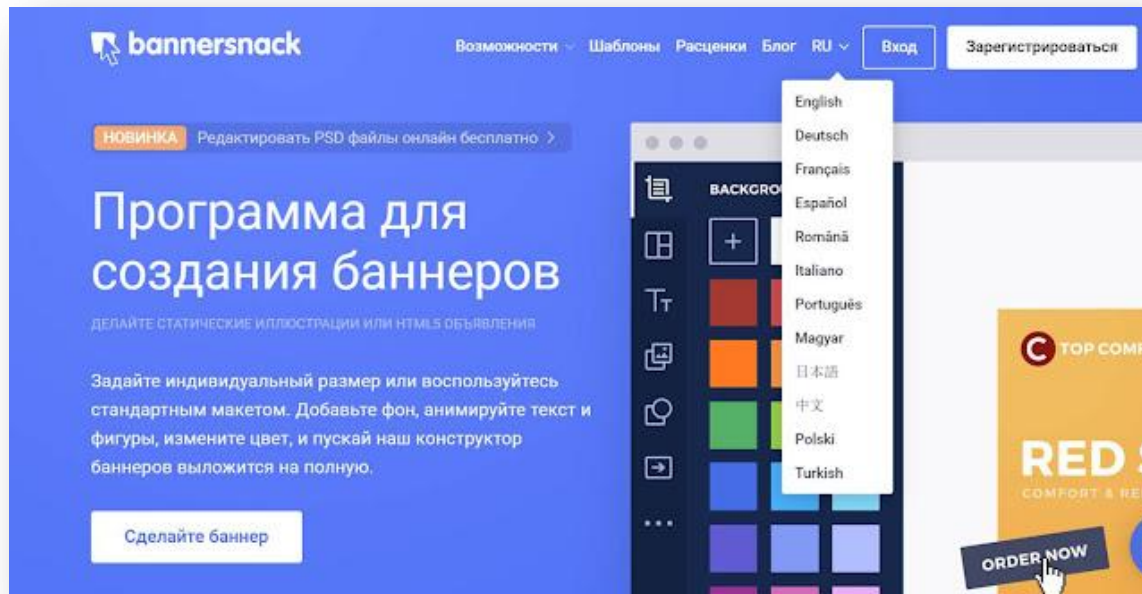 bannersnack
Возможности Шаблоны Расценки Блог RU Вход Зарегистрироваться
English
Deutsch
Français
Español
Română
Italiano
Português
Magyar
日本語
中文
Polski
Turkish
НОВИНКА Редактировать PSD файлы онлайн бесплатно >
Программа для
создания баннеров
ДЕЛАЙТЕ СТАТИЧЕСКИЕ ИЛЛЮСТРАЦИИ ИЛИ HTML5 ОБЪЯВЛЕНИЯ
Задайте индивидуальный размер или воспользуйтесь
стандартным макетом. Добавьте фон, анимируйте текст и
фигуры, измените цвет, и пускай наш конструктор
баннеров выложится на полную.
Сделайте баннер
BACKGRO
C TOP COM
RED
COMFORT & RE
ORDER NOW